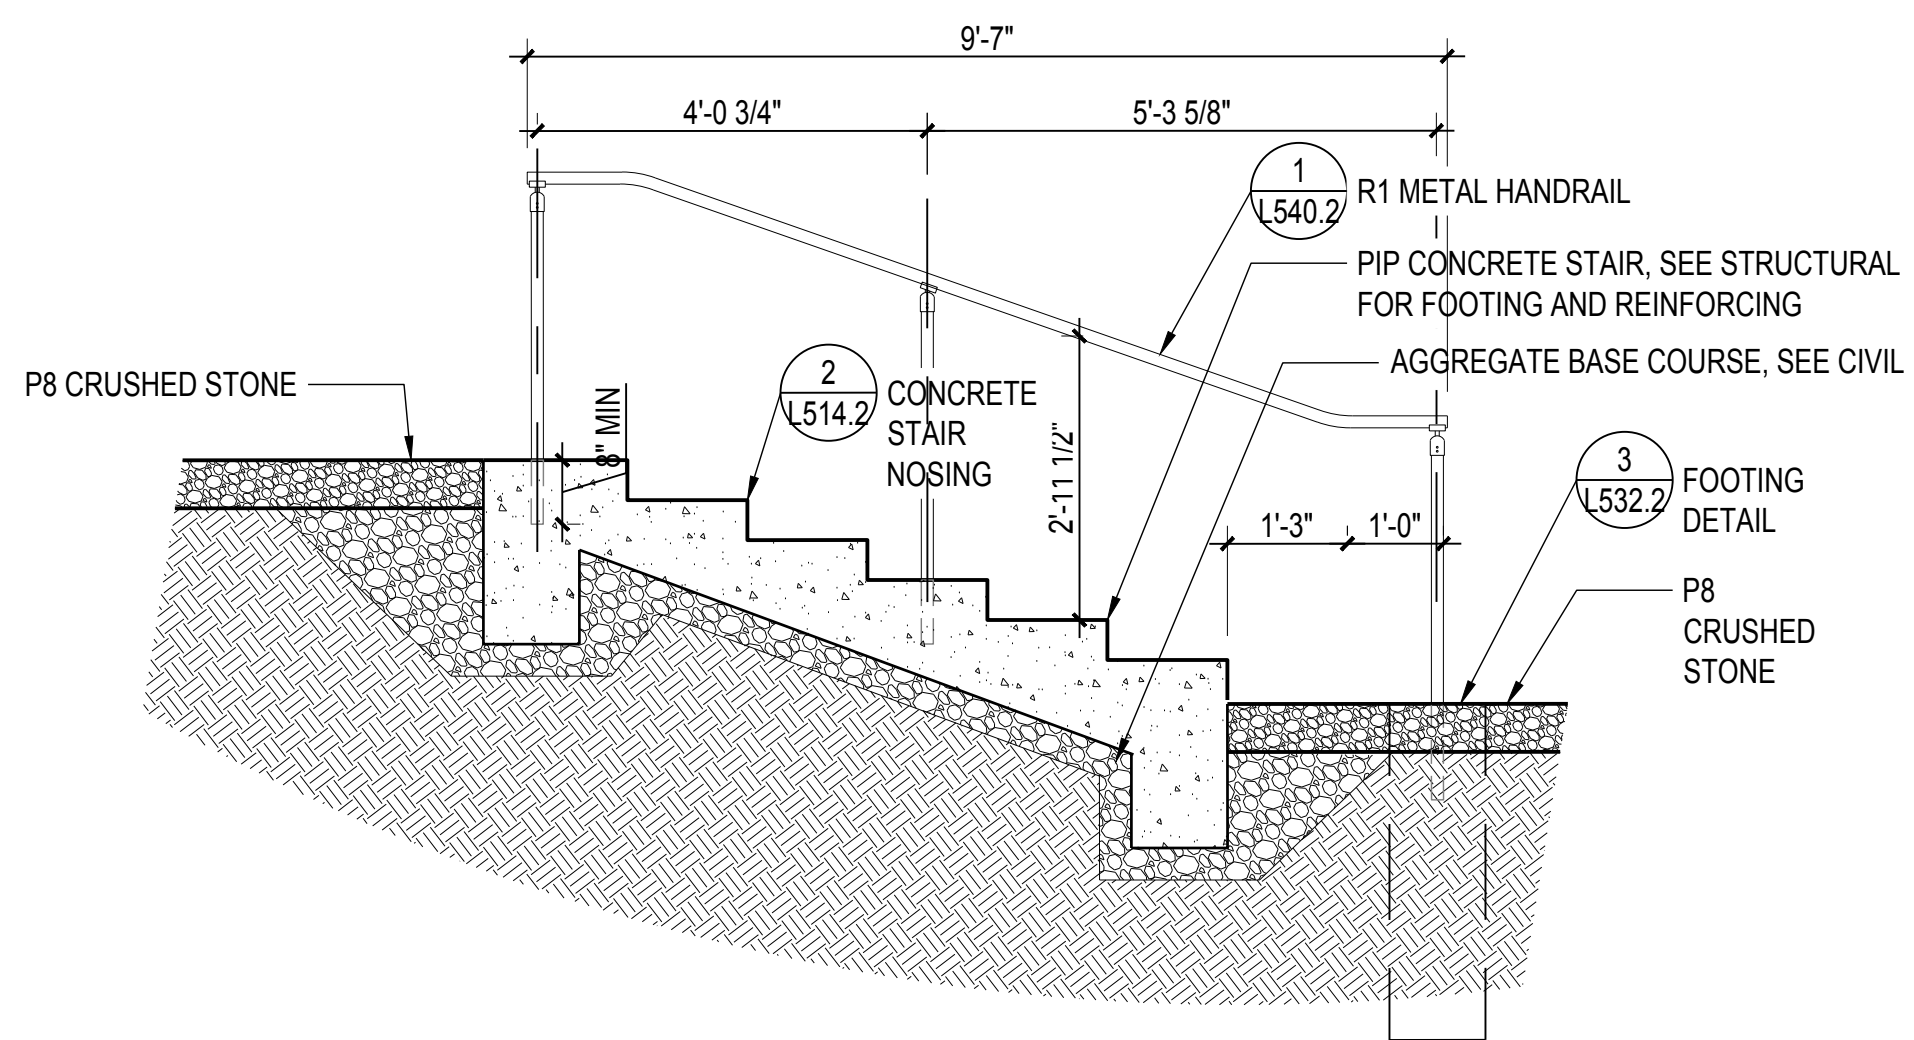 9'-7"
4'-0 3/4"
5'-3 5/8"
1
L540.2
R1 METAL HANDRAIL
PIP CONCRETE STAIR, SEE STRUCTURAL
FOR FOOTING AND REINFORCING
AGGREGATE BASE COURSE, SEE CIVIL
P8 CRUSHED STONE
8" MIN
2
L514.2
CONCRETE
STAIR
NOSING
2'-11 1/2"
1'-3"
1'-0"
3
L532.2
FOOTING
DETAIL
P8
CRUSHED
STONE